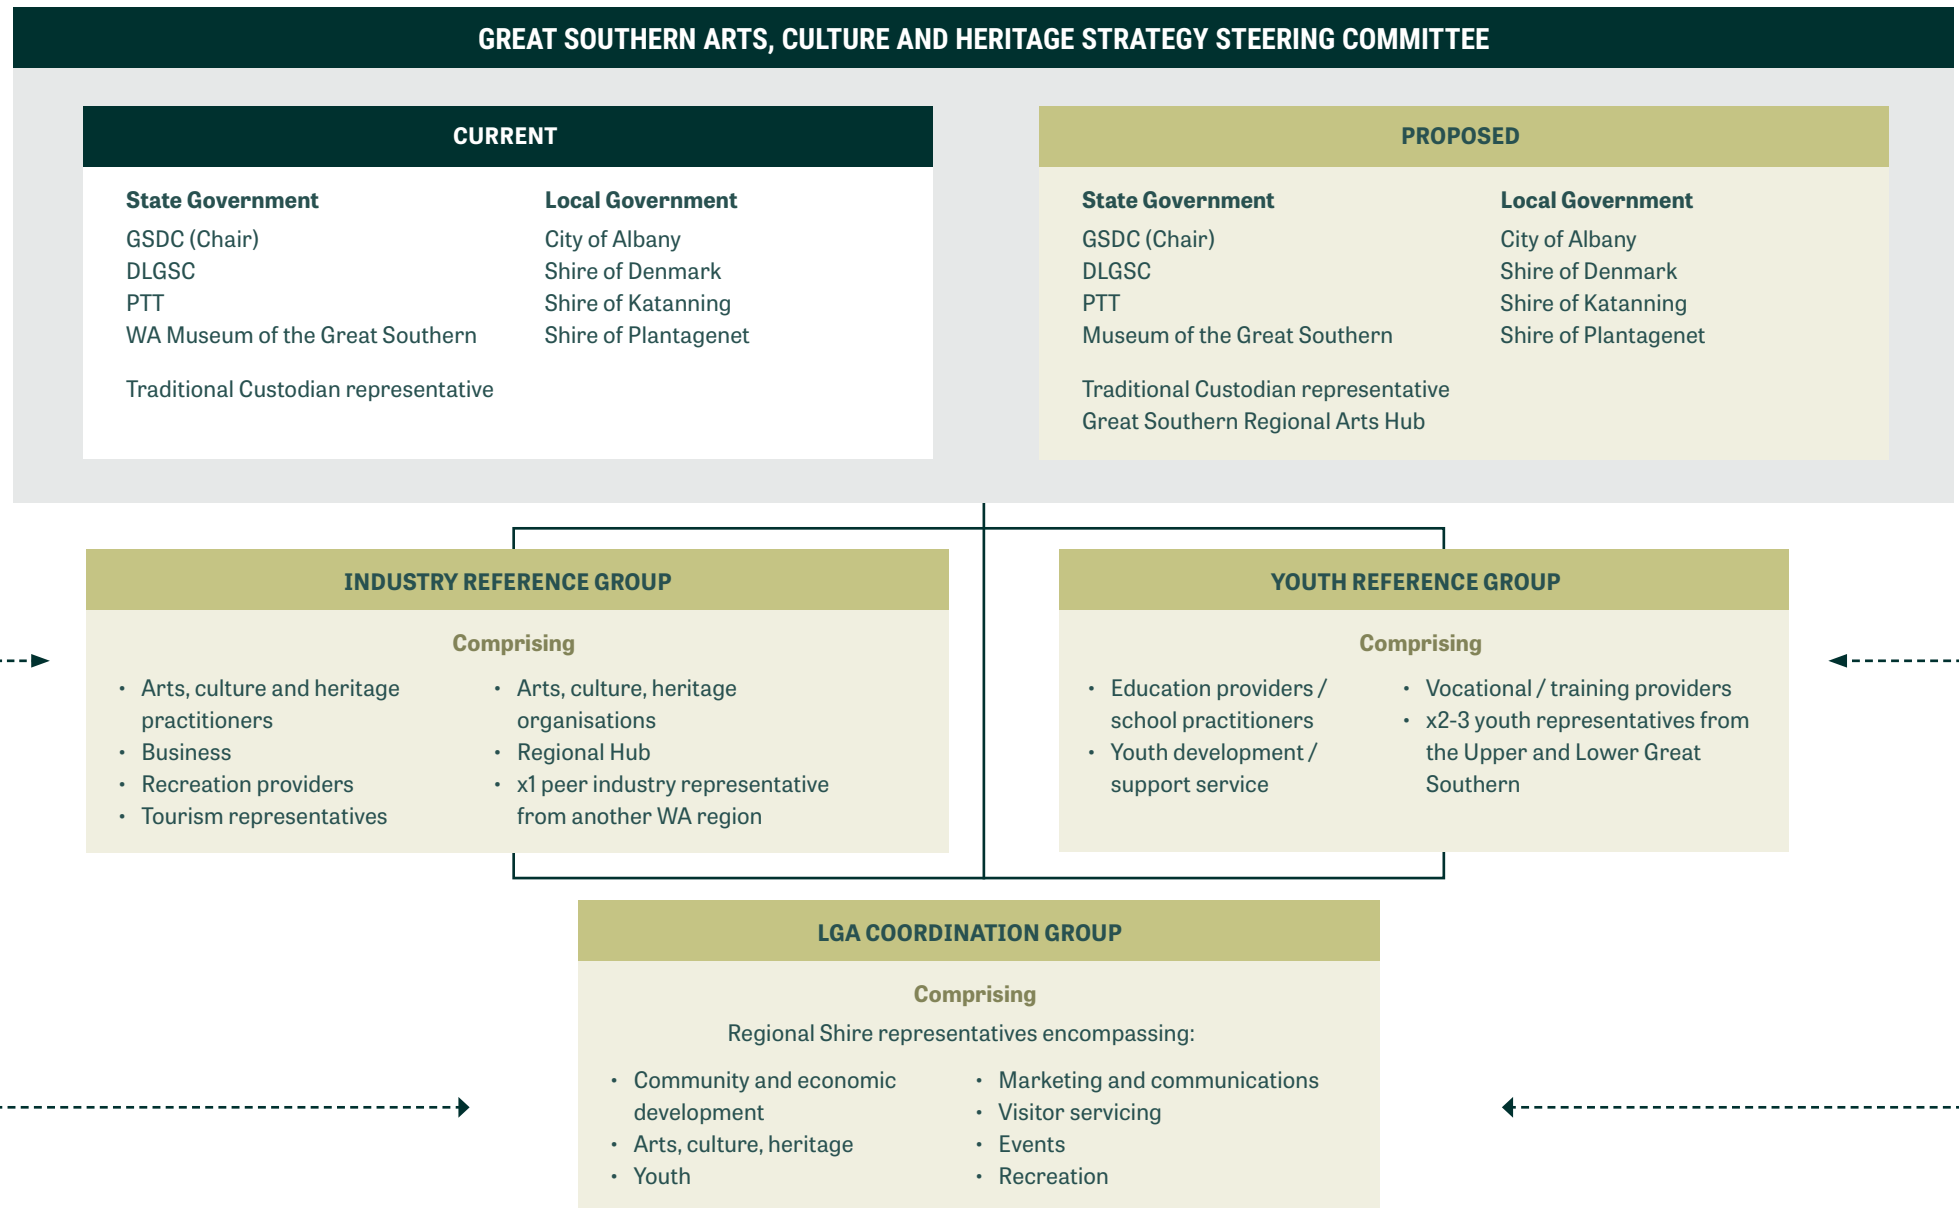 GREAT SOUTHERN ARTS, CULTURE AND HERITAGE STRATEGY STEERING COMMITTEE
CURRENT
State Government
GSDC (Chair)
DLGSC
PTT
WA Museum of the Great Southern
Traditional Custodian representative
Local Government
City of Albany
Shire of Denmark
Shire of Katanning
Shire of Plantagenet
PROPOSED
State Government
GSDC (Chair)
DLGSC
PTT
Museum of the Great Southern
Traditional Custodian representative
Great Southern Regional Arts Hub
Local Government
City of Albany
Shire of Denmark
Shire of Katanning
Shire of Plantagenet
INDUSTRY REFERENCE GROUP
Comprising
• Arts, culture and heritage
practitioners
• Business
• Recreation providers
• Tourism representatives
• Arts, culture, heritage
organisations
• Regional Hub
• x1 peer industry representative
from another WA region
YOUTH REFERENCE GROUP
Comprising
• Education providers /
school practitioners
• Youth development /
support service
• Vocational / training providers
• x2-3 youth representatives from
the Upper and Lower Great
Southern
LGA COORDINATION GROUP
Comprising
Regional Shire representatives encompassing:
• Community and economic
development
• Arts, culture, heritage
• Youth
• Marketing and communications
• Visitor servicing
• Events
• Recreation